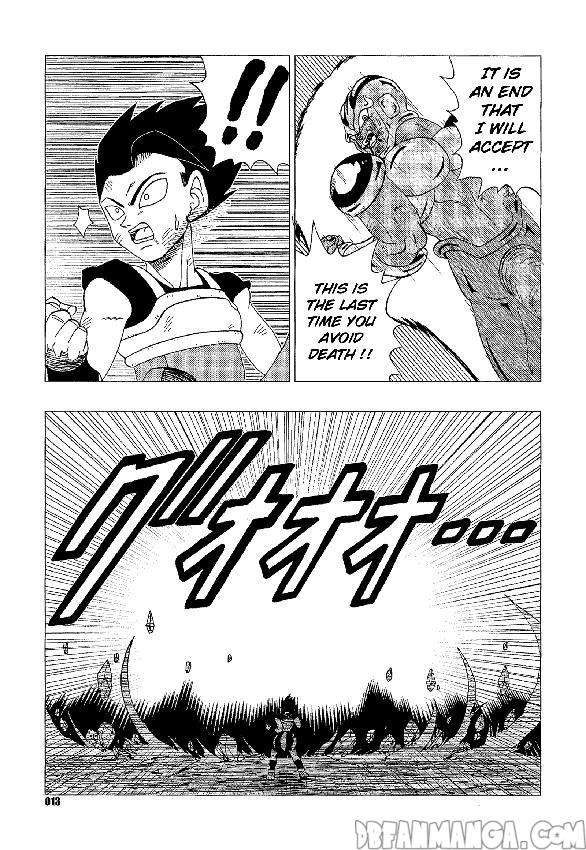 IT IS
AN END
THAT
I WILL
ACCEPT
...
THIS IS
THE LAST
TIME YOU
AVOID
DEATH !!
!!
グィオオオ・・・
013
DBFANMANGA.COM